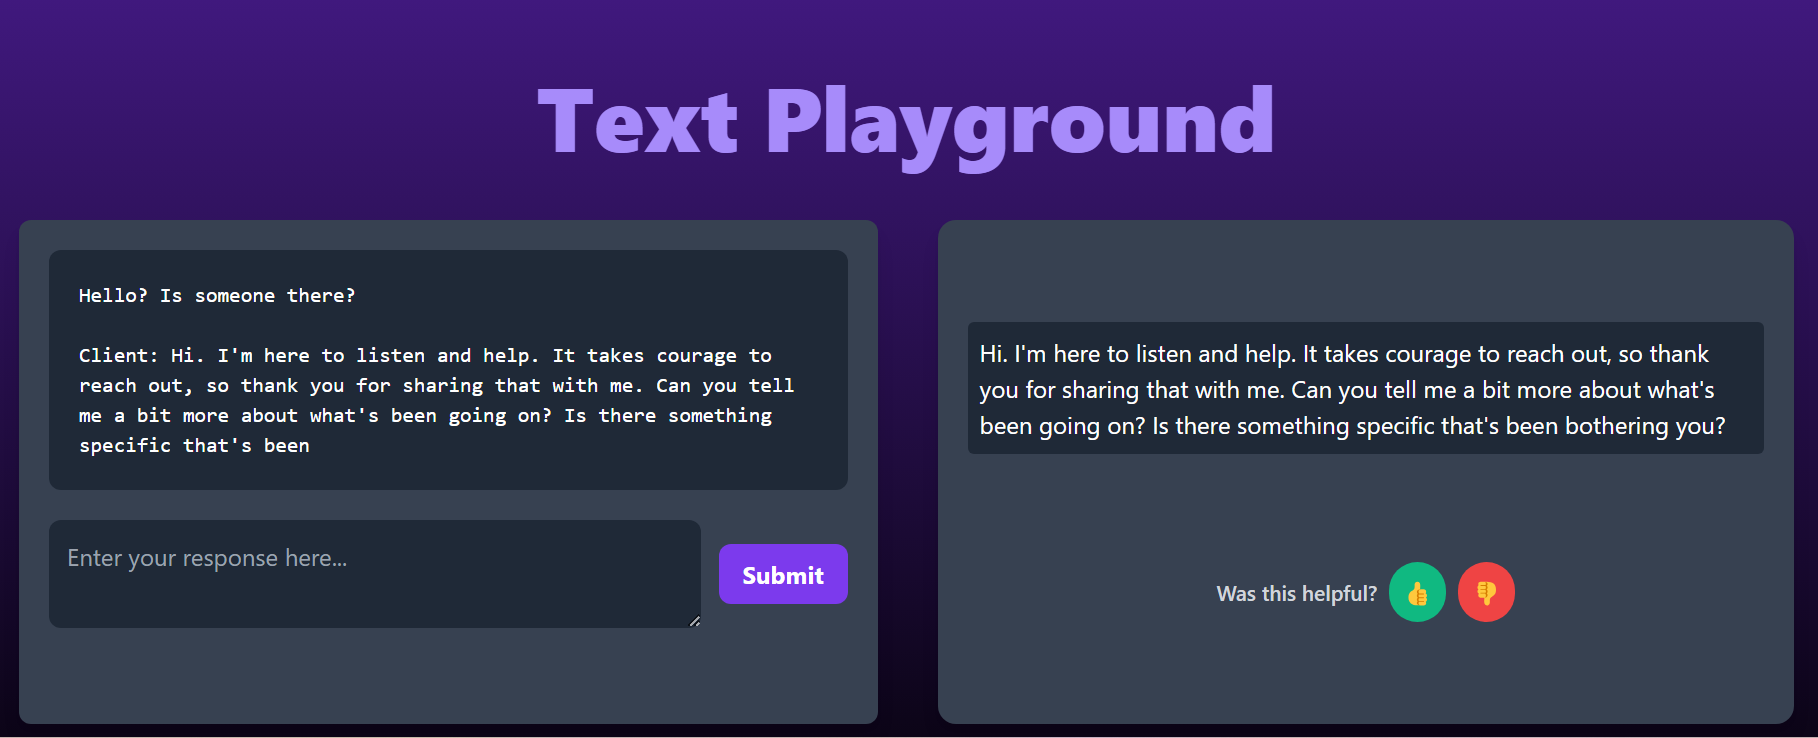 Text Playground
Hello? Is someone there?
Client: Hi. I'm here to listen and help. It takes courage to
reach out, so thank you for sharing that with me. Can you tell
me a bit more about what's been going on? Is there something
specific that's been
Enter your response here...
Submit
Hi. I'm here to listen and help. It takes courage to reach out, so thank
you for sharing that with me. Can you tell me a bit more about what's
been going on? Is there something specific that's been bothering you?
Was this helpful?